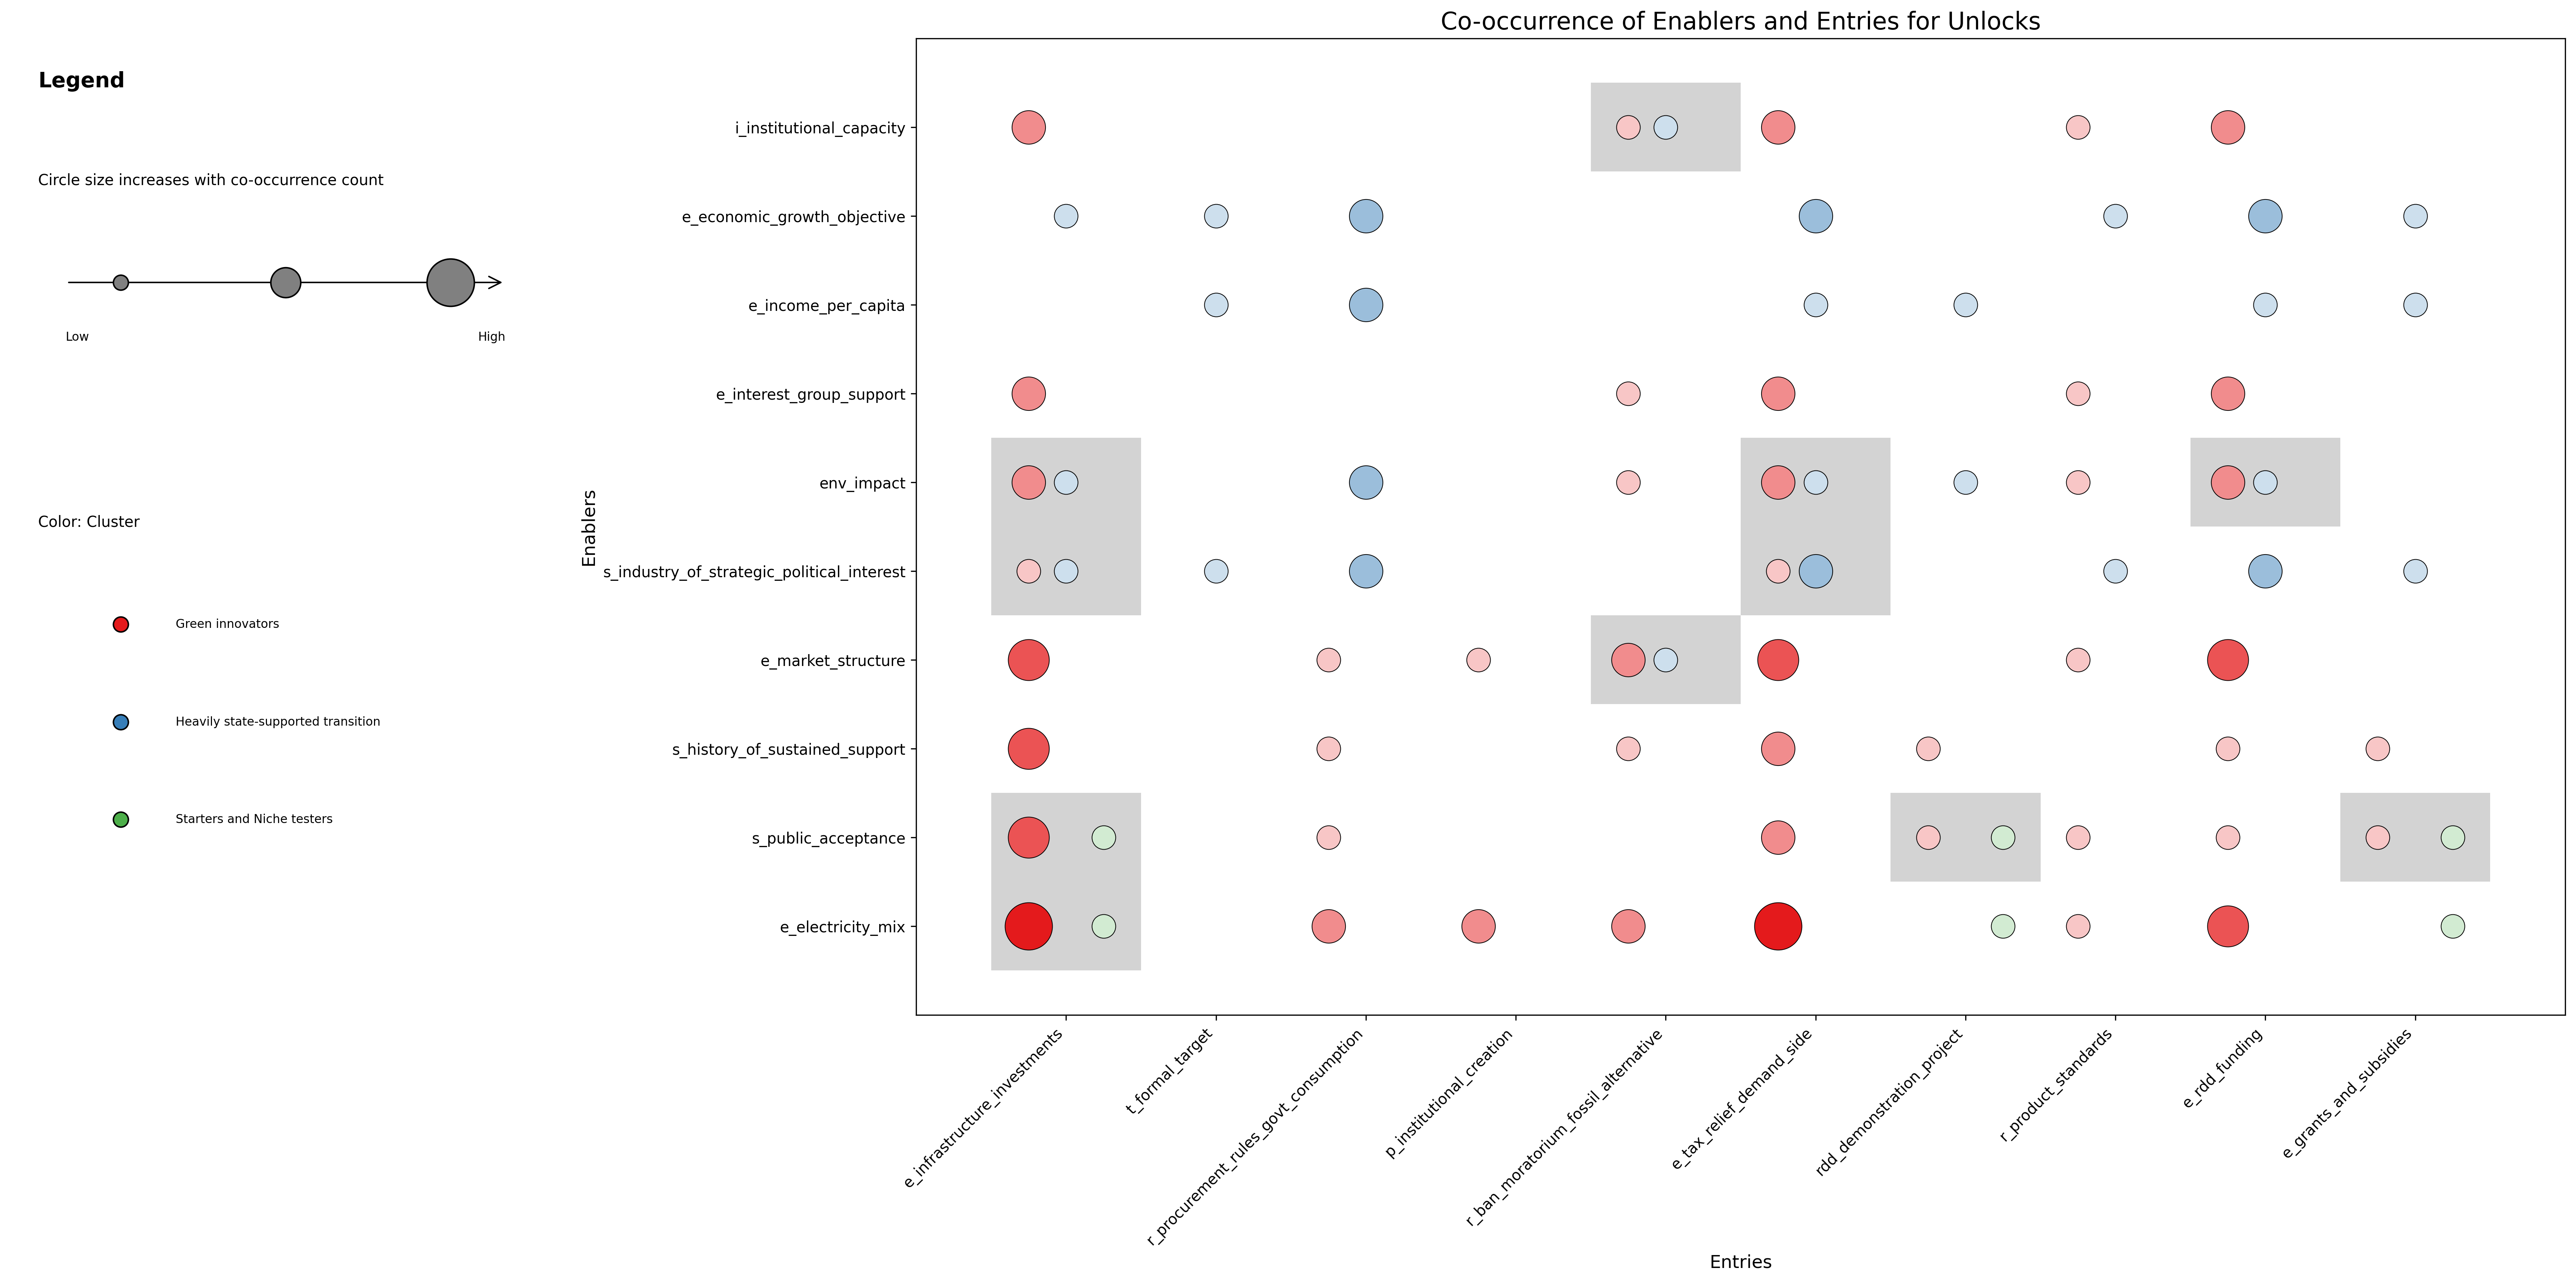 Co-occurrence of Enablers and Entries for Unlocks
Legend
Circle size increases with co-occurrence count
Low
High
Color: Cluster
Green innovators
Heavily state-supported transition
Starters and Niche testers
Enablers
i_institutional_capacity
e_economic_growth_objective
e_income_per_capita
e_interest_group_support
env_impact
s_industry_of_strategic_political_interest
e_market_structure
s_history_of_sustained_support
s_public_acceptance
e_electricity_mix
e_infrastructure_investments
t_formal_target
r_procurement_rules_govt_consumption
p_institutional_creation
r_ban_moratorium_fossil_alternative
e_tax_relief_demand_side
rdd_demonstration_project
r_product_standards
e_rdd_funding
e_grants_and_subsidies
Entries